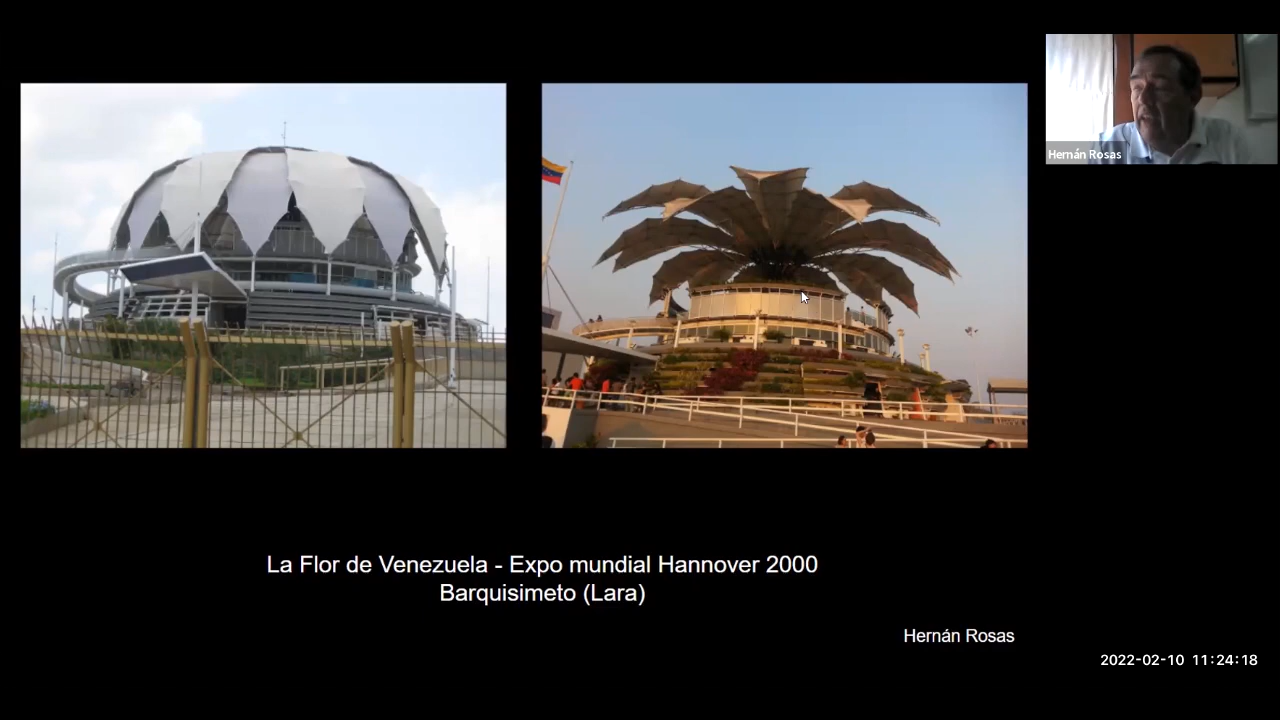 Hernán Rosas
La Flor de Venezuela - Expo mundial Hannover 2000
Barquisimeto (Lara)
Hernán Rosas
2022-02-10 11:24:18